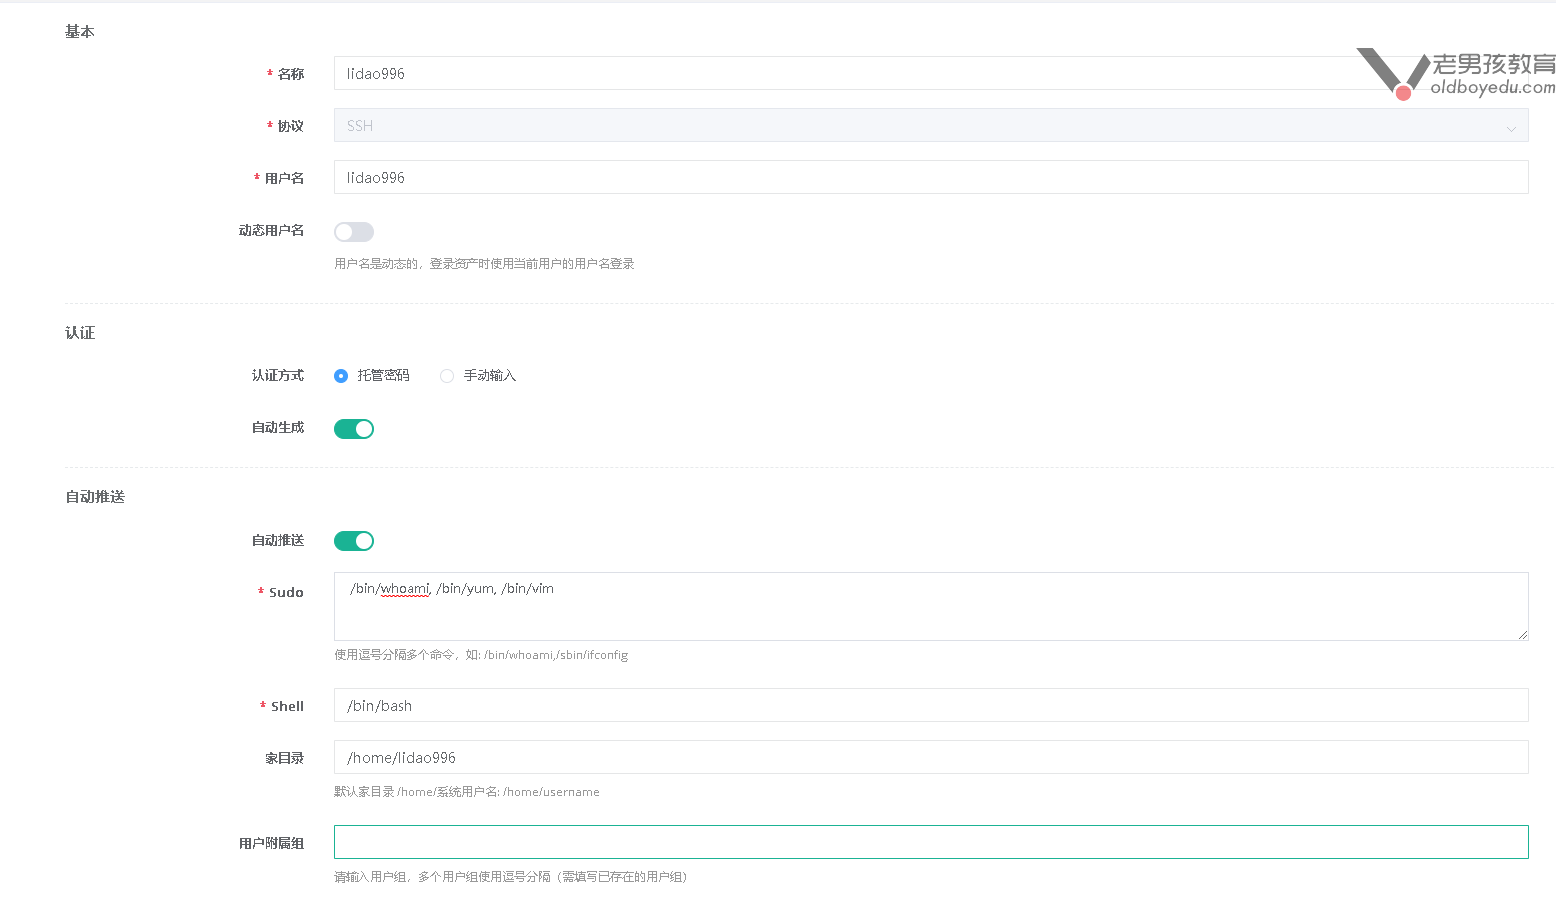 基本
老男孩教育
oldboyedu.com
* 名称 lidao996
* 协议 SSH
* 用户名 lidao996
动态用户名
用户名是动态的，登录资产时使用当前用户的用户名登录
认证
认证方式 托管密码 手动输入
自动生成
自动推送
自动推送
* Sudo /bin/whoami, /bin/yum, /bin/vim
使用逗号分隔多个命令，如: /bin/whoami,/sbin/ifconfig
* Shell /bin/bash
家目录 /home/lidao996
默认家目录 /home/系统用户名: /home/username
用户附属组
请输入用户组，多个用户组使用逗号分隔（需填写已存在的用户组）